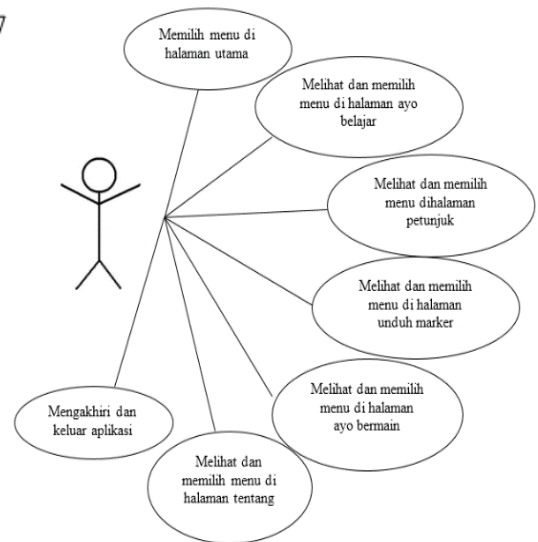 Memilih menu di
halaman utama
Melihat dan memilih
menu di halaman ayo
belajar
Melihat dan memilih
menu dihalaman
petunjuk
Melihat dan memilih
menu di halaman
unduh marker
Melihat dan memilih
menu di halaman
ayo bermain
Melihat dan
memilih menu di
halaman tentang
Mengakhiri dan
keluar aplikasi